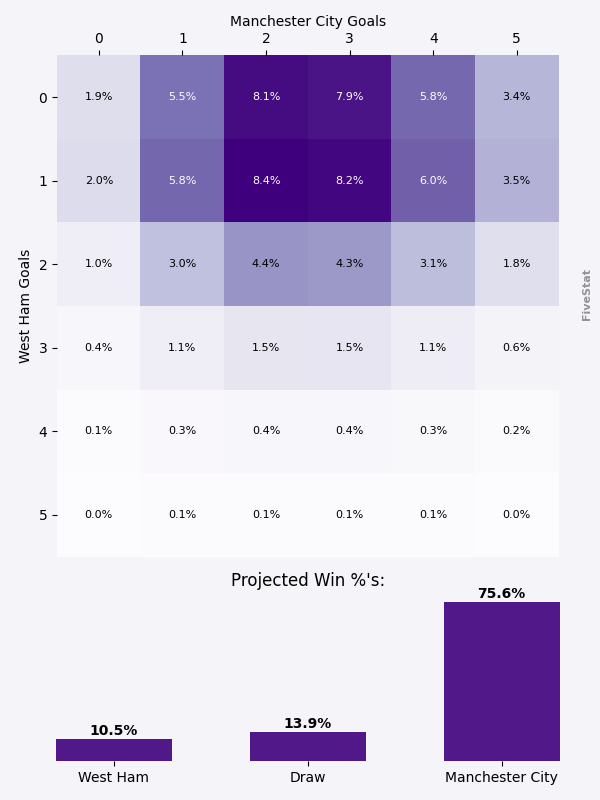 Manchester City Goals
0 1 2 3 4 5
0 1.9% 5.5% 8.1% 7.9% 5.8% 3.4%
1 2.0% 5.8% 8.4% 8.2% 6.0% 3.5%
2 1.0% 3.0% 4.4% 4.3% 3.1% 1.8%
3 0.4% 1.1% 1.5% 1.5% 1.1% 0.6%
4 0.1% 0.3% 0.4% 0.4% 0.3% 0.2%
5 0.0% 0.1% 0.1% 0.1% 0.1% 0.0%
West Ham Goals
FiveStat
Projected Win %'s:
10.5% 13.9% 75.6%
West Ham Draw Manchester City